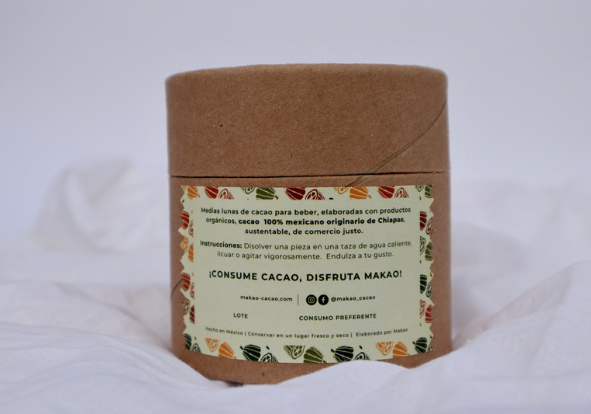 Medias lunas de cacao para beber, elaboradas con productos
orgánicos, cacao 100% mexicano originario de Chiapas,
sustentable, de comercio justo.
Instrucciones: Disolver una pieza en una taza de agua caliente,
licuar o agitar vigorosamente. Endulza a tu gusto.
¡CONSUME CACAO, DISFRUTA MAKAO!
makao-cacao.com | @makao_cacao
LOTE CONSUMO PREFERENTE
Hecho en México | Conservar en un lugar fresco y seco | Elaborado por Makao